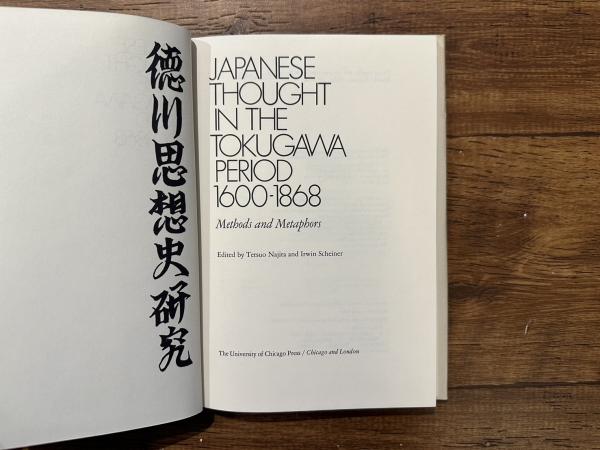 徳川思想史研究
JAPANESE
THOUGHT
IN THE
TOKUGAWA
PERIOD
1600-1868
Methods and Metaphors
Edited by Tetsuo Najita and Irwin Scheiner
The University of Chicago Press / Chicago and London